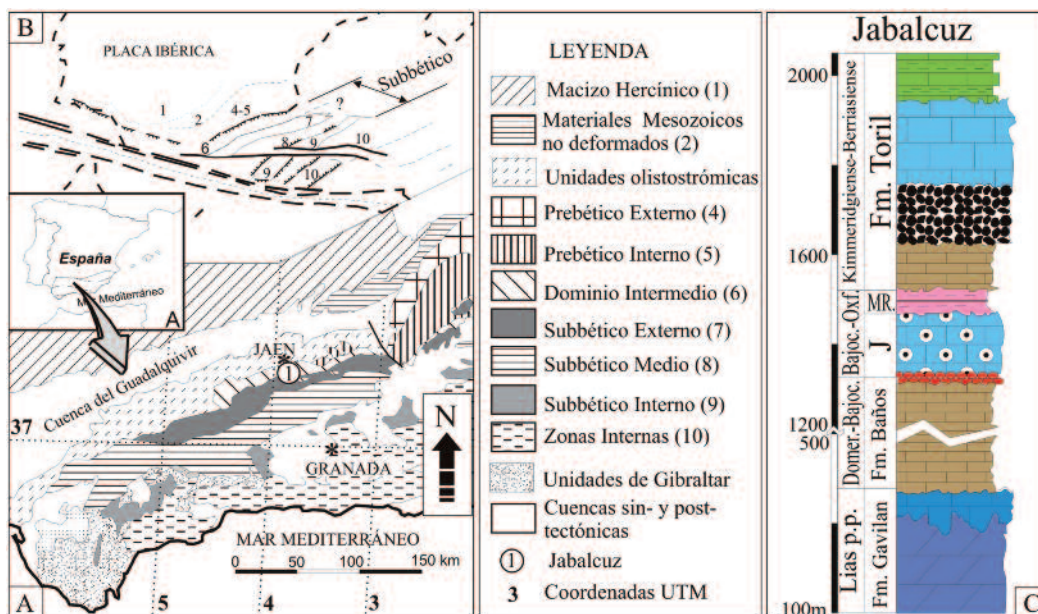 B
PLACA IBÉRICA
Subbético
1
2
4-5
?
7
6
8
9
10
9
10
España
Mar Mediterráneo
A
JAEN
1
Cuenca del Guadalquivir
37
GRANADA
N
MAR MEDITERRÁNEO
0 50 100 150 km
A
5 4 3
LEYENDA
Macizo Hercínico (1)
Materiales Mesozoicos
no deformados (2)
Unidades olistostrómicas
Prebético Externo (4)
Prebético Interno (5)
Dominio Intermedio (6)
Subbético Externo (7)
Subbético Medio (8)
Subbético Interno (9)
Zonas Internas (10)
Unidades de Gibraltar
Cuencas sin- y post-
tectónicas
1 Jabalcuz
3 Coordenadas UTM
Jabalcuz
2000
1600
1200
500
100m
Kimmeridgiense-Berriasiense
Bajoc.-Oxf.
Domer.-Bajoc.
Lias p.p.
Fm. Toril
MR.
J
Fm. Baños
Fm. Gavilan
C